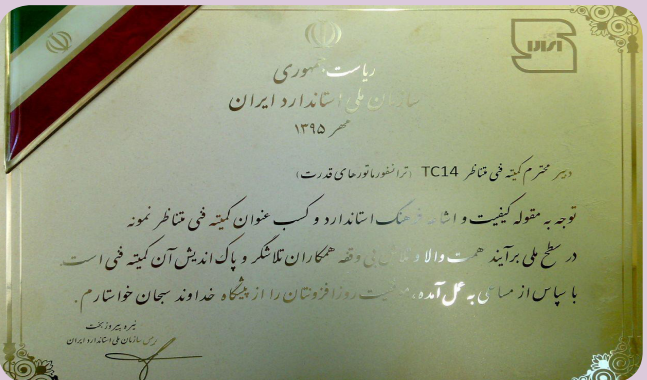 ریاست جمهوری
سازمان ملی استاندارد ایران
مهر ۱۳۹۵
دبیر محترم کمیته فنی متناظر TC14 (ترانسفورماتورهای قدرت)
توجه به مقوله کیفیت و اشاعه فرهنگ استاندارد و کسب عنوان کمیته فنی متناظر نمونه
در سطح ملی برآیند همت والا و تلاش بی وقفه همکاران تلاشگر و پاک اندیش آن کمیته فنی است.
با سپاس از مساعی به عمل آمده، موفقیت روزافزونتان را از پیشگاه خداوند سبحان خواستارم.
نیره پیروزبخت
رئیس سازمان ملی استاندارد ایران